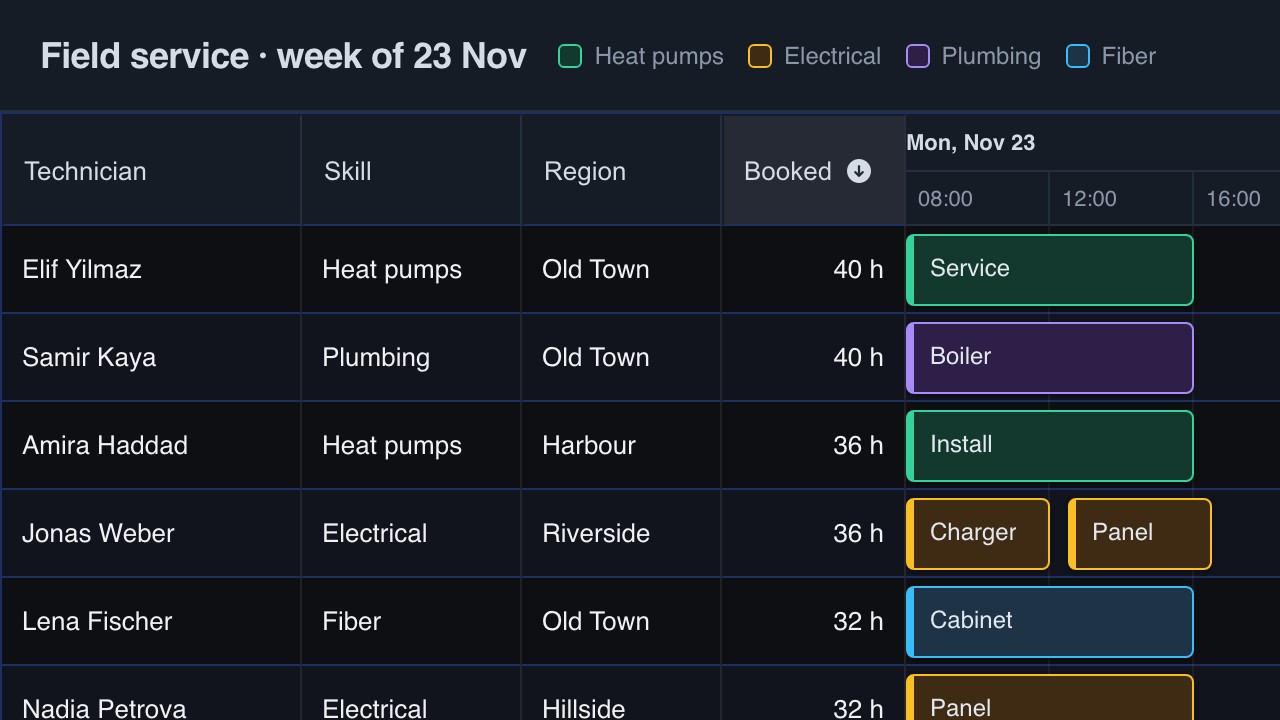 Field service · week of 23 Nov Heat pumps Electrical Plumbing Fiber
Technician Skill Region Booked Mon, Nov 23
08:00 12:00 16:00
Elif Yilmaz Heat pumps Old Town 40 h Service
Samir Kaya Plumbing Old Town 40 h Boiler
Amira Haddad Heat pumps Harbour 36 h Install
Jonas Weber Electrical Riverside 36 h Charger Panel
Lena Fischer Fiber Old Town 32 h Cabinet
Nadia Petrova Electrical Hillside 32 h Panel